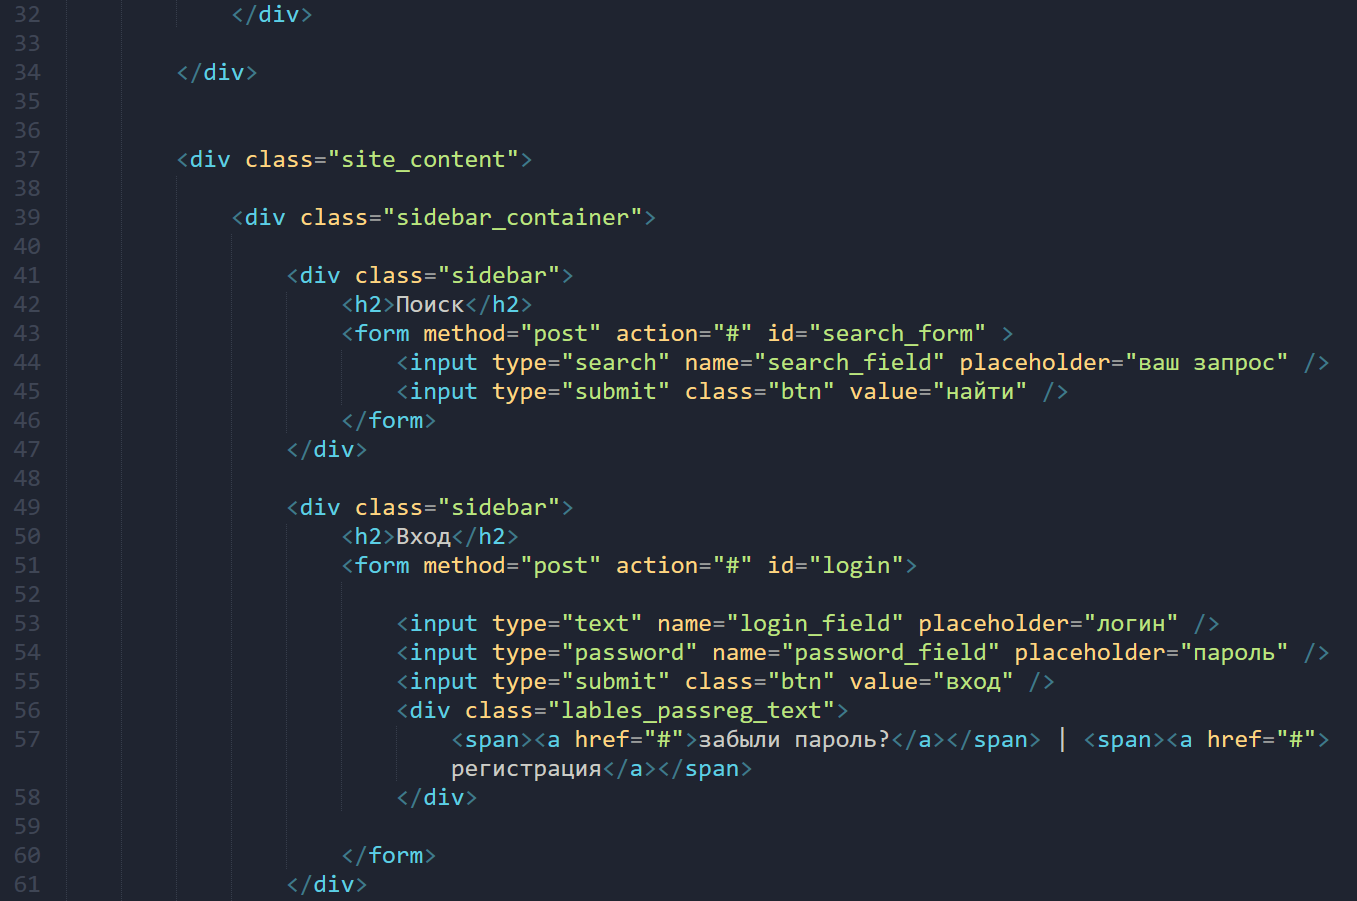 32 </div>
33
34 </div>
35
36
37 <div class="site_content">
38
39 <div class="sidebar_container">
40
41 <div class="sidebar">
42 <h2>Поиск</h2>
43 <form method="post" action="#" id="search_form" >
44 <input type="search" name="search_field" placeholder="ваш запрос" />
45 <input type="submit" class="btn" value="найти" />
46 </form>
47 </div>
48
49 <div class="sidebar">
50 <h2>Вход</h2>
51 <form method="post" action="#" id="login">
52
53 <input type="text" name="login_field" placeholder="логин" />
54 <input type="password" name="password_field" placeholder="пароль" />
55 <input type="submit" class="btn" value="вход" />
56 <div class="lables_passreg_text">
57 <span><a href="#">забыли пароль?</a></span> | <span><a href="#">
регистрация</a></span>
58 </div>
59
60 </form>
61 </div>